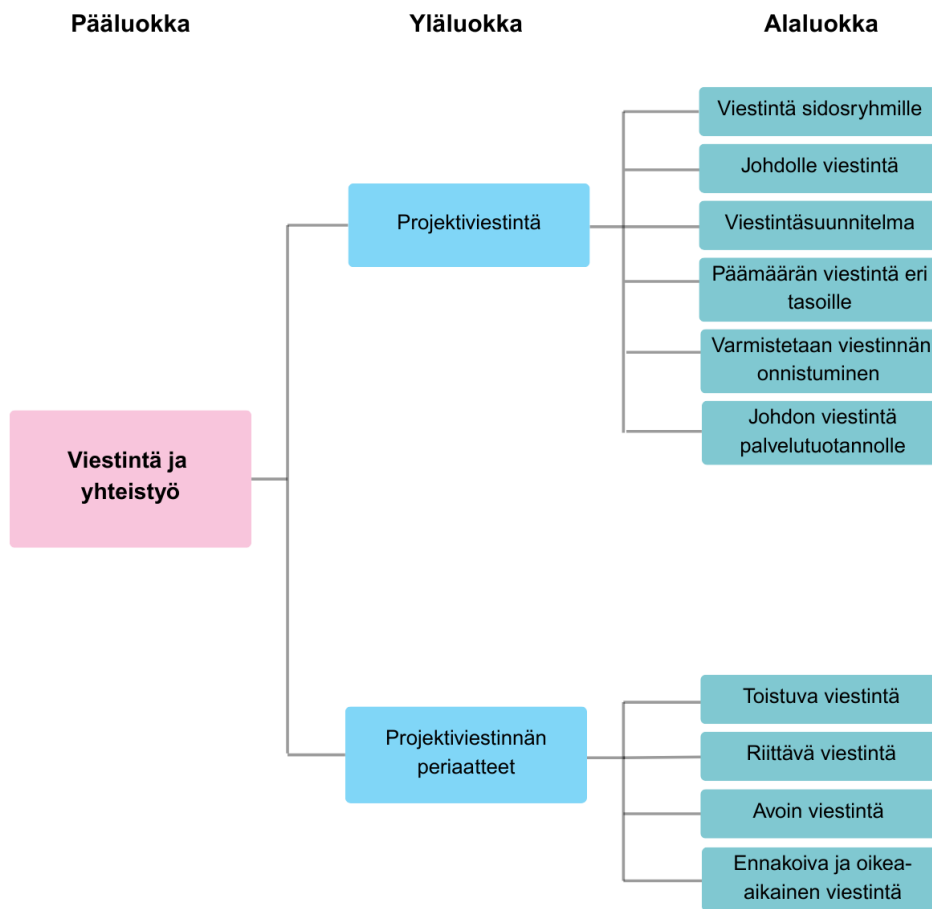 Pääluokka
Yläluokka
Alaluokka
Viestintä sidosryhmille
Johdolle viestintä
Projektiviestintä
Viestintäsuunnitelma
Päämäärän viestintä eri
tasoille
Varmistetaan viestinnän
onnistuminen
Johdon viestintä
palvelutuotannolle
Viestintä ja
yhteistyö
Toistuva viestintä
Projektiviestinnän
periaatteet
Riittävä viestintä
Avoin viestintä
Ennakoiva ja oikea-
aikainen viestintä